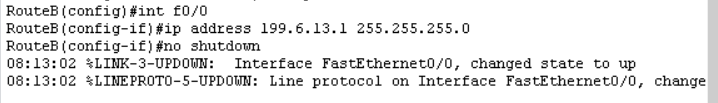 RouteB(config)#int f0/0
RouteB(config-if)#ip address 199.6.13.1 255.255.255.0
RouteB(config-if)#no shutdown
08:13:02 %LINK-3-UPDOWN:  Interface FastEthernet0/0, changed state to up
08:13:02 %LINEPROTO-5-UPDOWN: Line protocol on Interface FastEthernet0/0, change